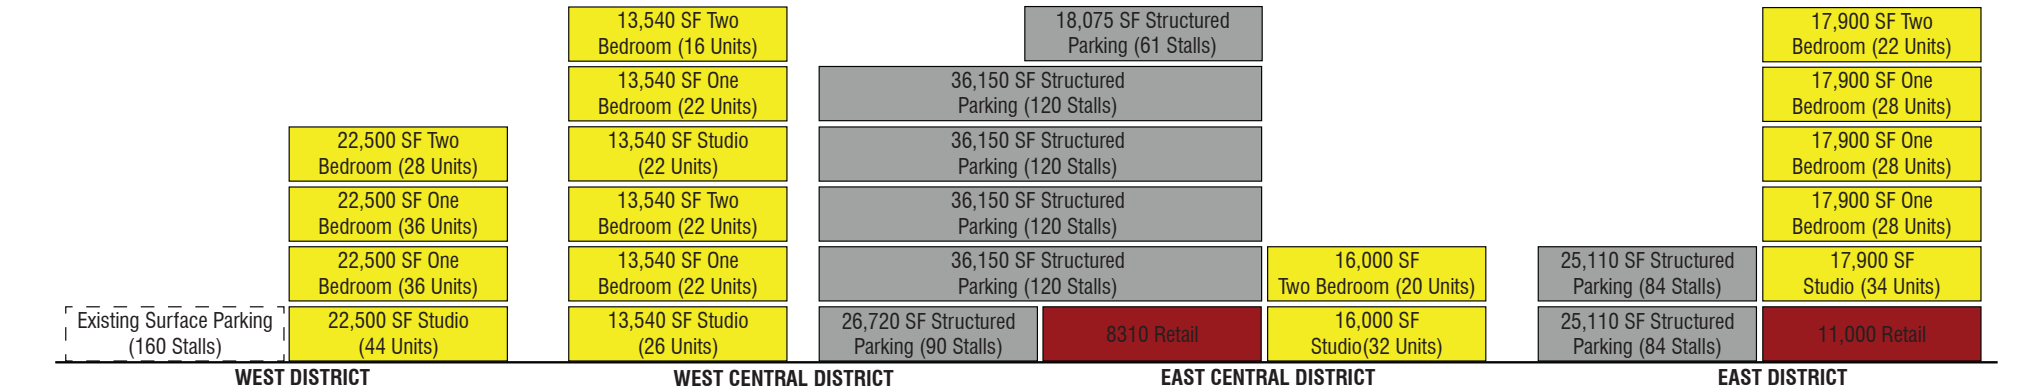 13,540 SF Two
Bedroom (16 Units)
18,075 SF Structured
Parking (61 Stalls)
17,900 SF Two
Bedroom (22 Units)
13,540 SF One
Bedroom (22 Units)
36,150 SF Structured
Parking (120 Stalls)
17,900 SF One
Bedroom (28 Units)
22,500 SF Two
Bedroom (28 Units)
13,540 SF Studio
(22 Units)
36,150 SF Structured
Parking (120 Stalls)
17,900 SF One
Bedroom (28 Units)
22,500 SF One
Bedroom (36 Units)
13,540 SF Two
Bedroom (22 Units)
36,150 SF Structured
Parking (120 Stalls)
17,900 SF One
Bedroom (28 Units)
22,500 SF One
Bedroom (36 Units)
13,540 SF One
Bedroom (22 Units)
36,150 SF Structured
Parking (120 Stalls)
16,000 SF
Two Bedroom (20 Units)
25,110 SF Structured
Parking (84 Stalls)
17,900 SF
Studio (34 Units)
Existing Surface Parking
(160 Stalls)
22,500 SF Studio
(44 Units)
13,540 SF Studio
(26 Units)
26,720 SF Structured
Parking (90 Stalls)
8310 Retail
16,000 SF
Studio(32 Units)
25,110 SF Structured
Parking (84 Stalls)
11,000 Retail
WEST DISTRICT
WEST CENTRAL DISTRICT
EAST CENTRAL DISTRICT
EAST DISTRICT